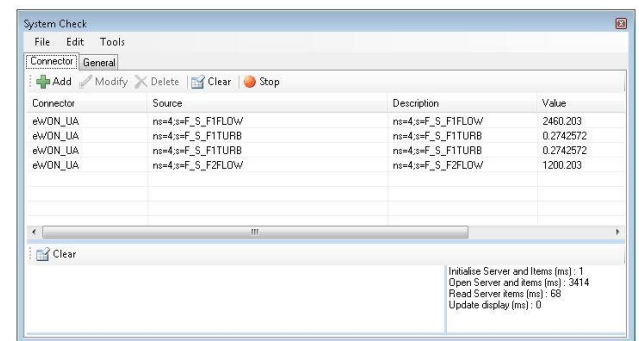 System Check
File Edit Tools
Connector General
Add Modify Delete Clear Stop
Connector Source Description Value
eWON_UA ns=4;s=F_S_F1FLOW ns=4;s=F_S_F1FLOW 2460.203
eWON_UA ns=4;s=F_S_F1TURB ns=4;s=F_S_F1TURB 0.2742572
eWON_UA ns=4;s=F_S_F1TURB ns=4;s=F_S_F1TURB 0.2742572
eWON_UA ns=4;s=F_S_F2FLOW ns=4;s=F_S_F2FLOW 1200.203
Clear
Initialise Server and Items (ms) : 1
Open Server and items (ms) : 3414
Read Server items (ms) : 68
Update display (ms) : 0